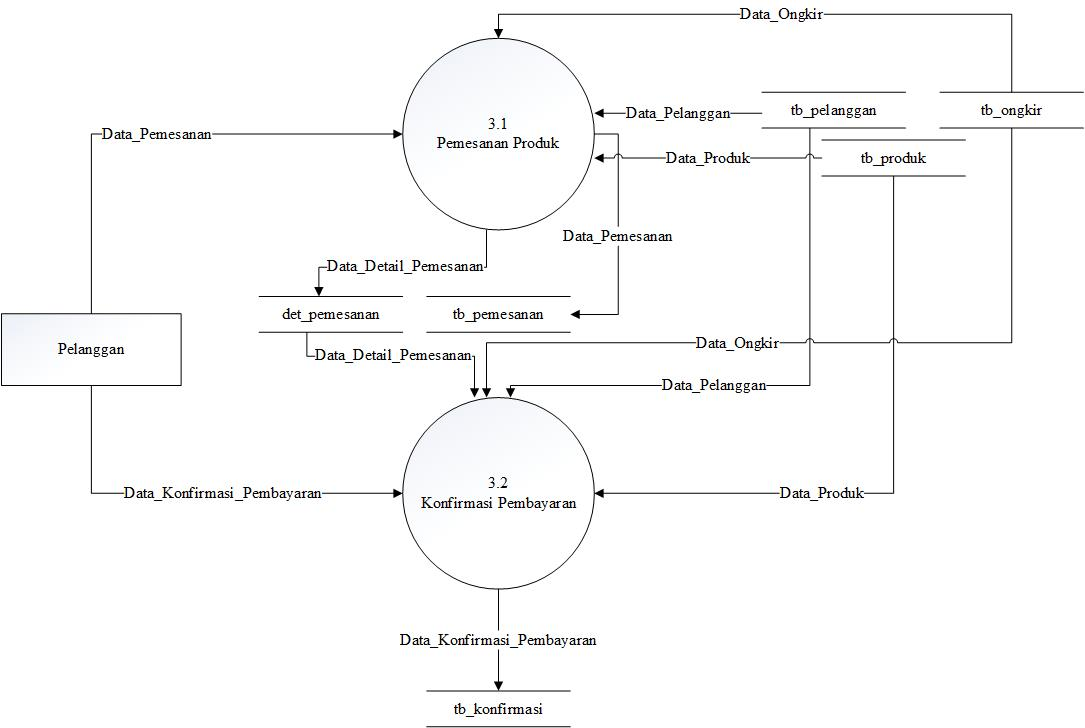 Data_Ongkir
tb_pelanggan
tb_ongkir
Data_Pelanggan
3.1
Pemesanan Produk
Data_Pemesanan
Data_Produk
tb_produk
Data_Pemesanan
Data_Detail_Pemesanan
det_pemesanan
tb_pemesanan
Pelanggan
Data_Ongkir
Data_Detail_Pemesanan
Data_Pelanggan
3.2
Konfirmasi Pembayaran
Data_Konfirmasi_Pembayaran
Data_Produk
Data_Konfirmasi_Pembayaran
tb_konfirmasi